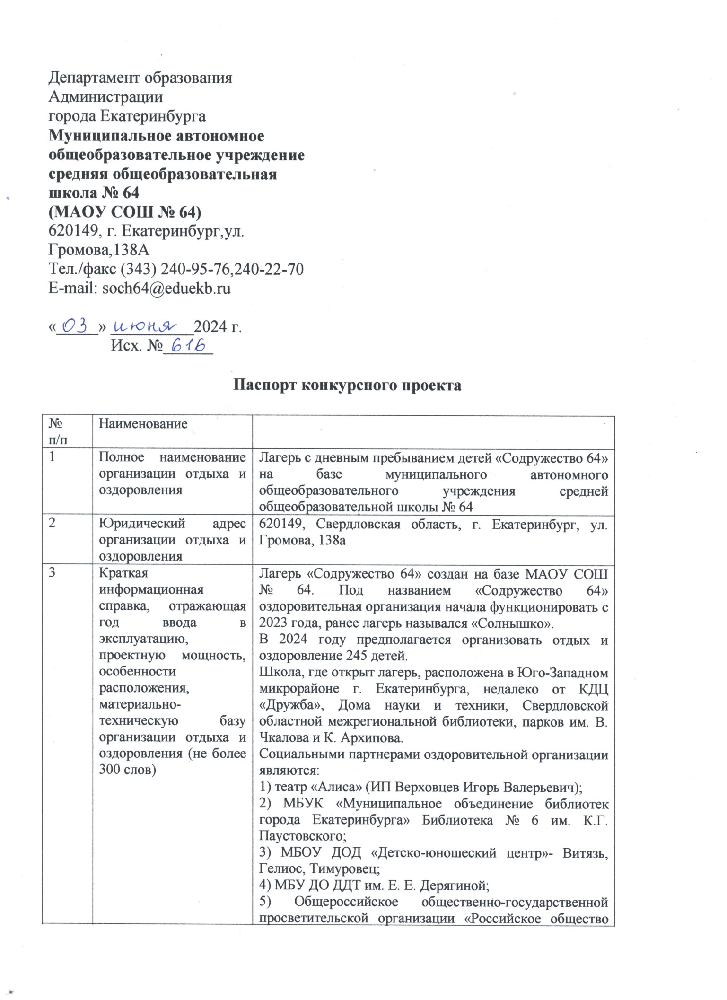 Департамент образования
Администрации
города Екатеринбурга
Муниципальное автономное
общеобразовательное учреждение
средняя общеобразовательная
школа № 64
(МАОУ СОШ № 64)
620149, г. Екатеринбург,ул.
Громова,138А
Тел./факс (343) 240-95-76,240-22-70
E-mail: soch64@eduekb.ru
«03» июня 2024 г.
Исх. № 616
Паспорт конкурсного проекта
№
п/п
Наименование
1
Полное наименование
организации отдыха и
оздоровления
Лагерь с дневным пребыванием детей «Содружество 64»
на базе муниципального автономного
общеобразовательного учреждения средней
общеобразовательной школы № 64
2
Юридический адрес
организации отдыха и
оздоровления
620149, Свердловская область, г. Екатеринбург, ул.
Громова, 138а
3
Краткая
информационная
справка, отражающая
год ввода в
эксплуатацию,
проектную мощность,
особенности
расположения,
материально-
техническую базу
организации отдыха и
оздоровления (не более
300 слов)
Лагерь «Содружество 64» создан на базе МАОУ СОШ
№ 64. Под названием «Содружество 64»
оздоровительная организация начала функционировать с
2023 года, ранее лагерь назывался «Солнышко».
В 2024 году предполагается организовать отдых и
оздоровление 245 детей.
Школа, где открыт лагерь, расположена в Юго-Западном
микрорайоне г. Екатеринбурга, недалеко от КДЦ
«Дружба», Дома науки и техники, Свердловской
областной межрегиональной библиотеки, парков им. В.
Чкалова и К. Архипова.
Социальными партнерами оздоровительной организации
являются:
1) театр «Алиса» (ИП Верховцев Игорь Валерьевич);
2) МБУК «Муниципальное объединение библиотек
города Екатеринбурга» Библиотека № 6 им. К.Г.
Паустовского;
3) МБОУ ДОД «Детско-юношеский центр»- Витязь,
Гелиос, Тимуровец;
4) МБУ ДО ДДТ им. Е. Е. Дерягиной;
5) Общероссийское общественно-государственной
просветительской организации «Российское общество